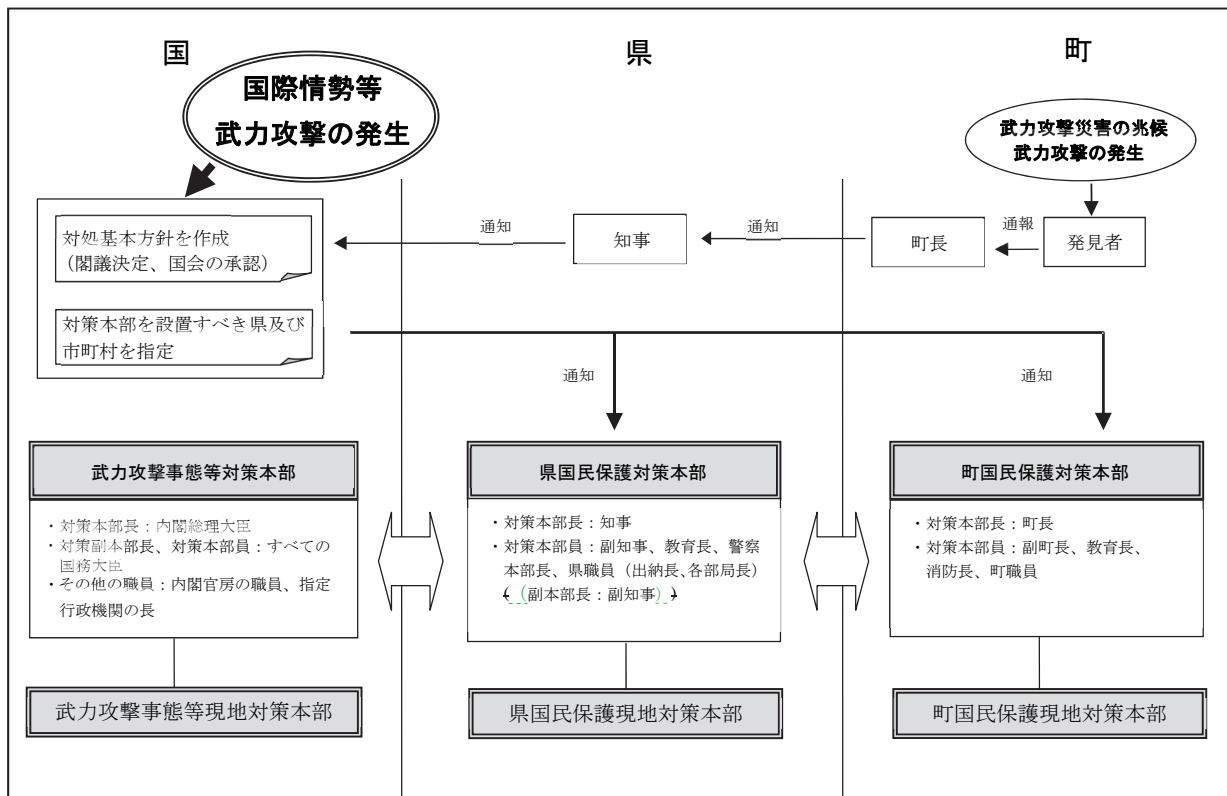 国
県
町
国際情勢等
武力攻撃の発生
武力攻撃災害の兆候
武力攻撃の発生
対処基本方針を作成
（閣議決定、国会の承認）
通知
知事
通知
町長
通報
発見者
対策本部を設置すべき県及び
市町村を指定
通知
通知
武力攻撃事態等対策本部
・対策本部長：内閣総理大臣
・対策副本部長、対策本部員：すべての
国務大臣
・その他の職員：内閣官房の職員、指定
行政機関の長
県国民保護対策本部
・対策本部長：知事
・対策本部員：副知事、教育長、警察
本部長、県職員（出納長、各部局長）
（副本部長：副知事）
町国民保護対策本部
・対策本部長：町長
・対策本部員：副町長、教育長、
消防長、町職員
武力攻撃事態等現地対策本部
県国民保護現地対策本部
町国民保護現地対策本部